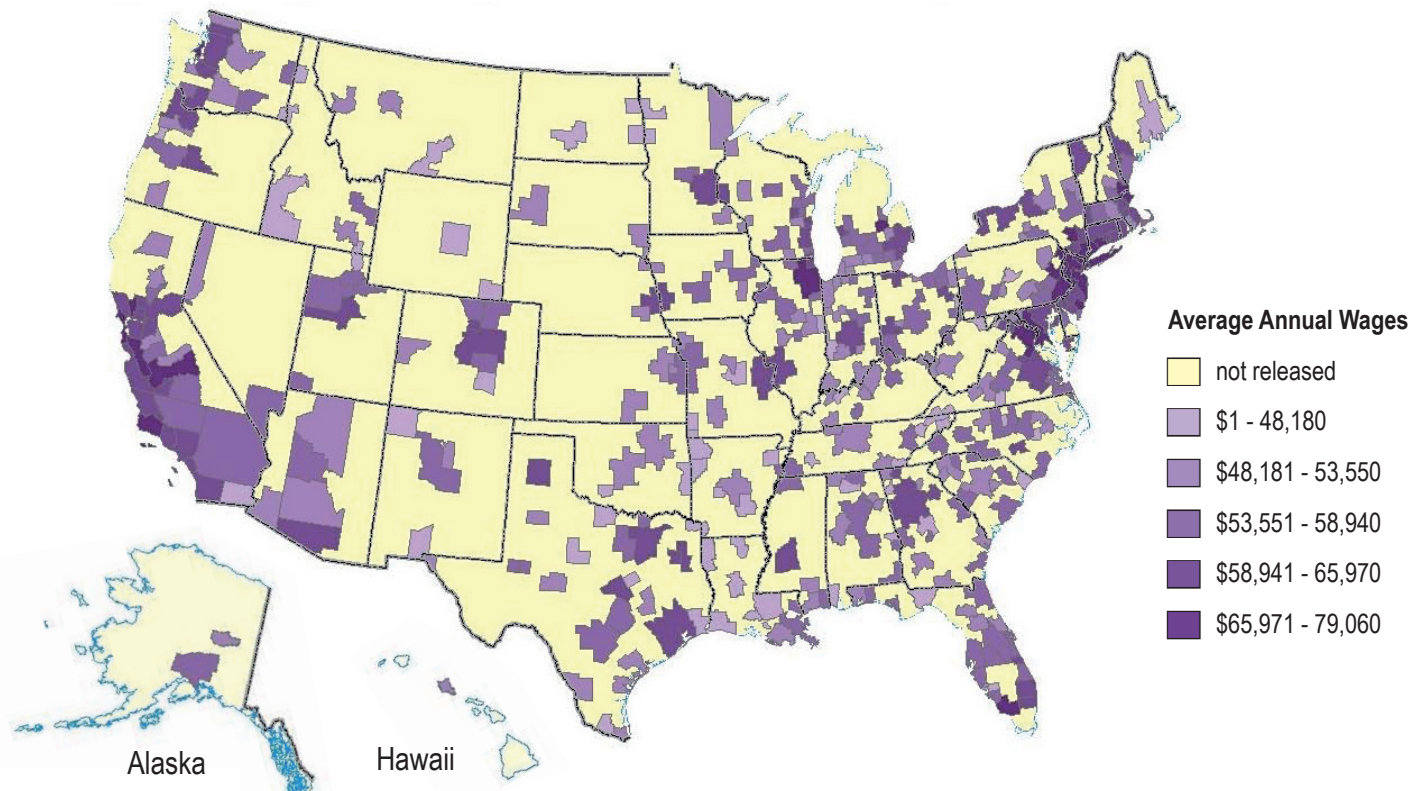 Average Annual Wages
not released
$1 - 48,180
$48,181 - 53,550
$53,551 - 58,940
$58,941 - 65,970
$65,971 - 79,060
Alaska
Hawaii